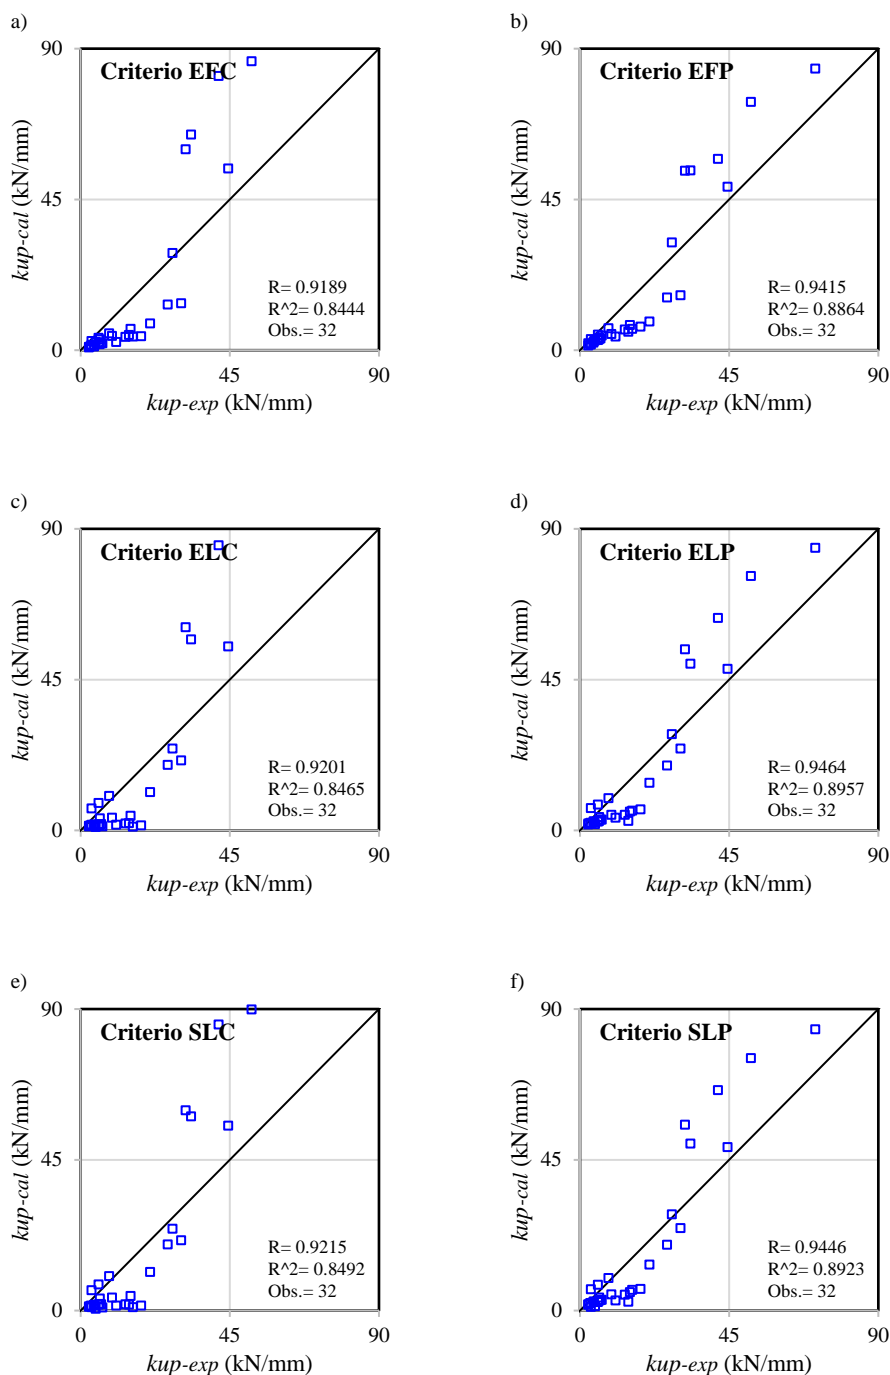 a)
90
Criterio EFC
kup-cal (kN/mm)
45
R= 0.9189
R^2= 0.8444
Obs.= 32
0
0 45 90
kup-exp (kN/mm)
b)
90
Criterio EFP
kup-cal (kN/mm)
45
R= 0.9415
R^2= 0.8864
Obs.= 32
0
0 45 90
kup-exp (kN/mm)
c)
90
Criterio ELC
kup-cal (kN/mm)
45
R= 0.9201
R^2= 0.8465
Obs.= 32
0
0 45 90
kup-exp (kN/mm)
d)
90
Criterio ELP
kup-cal (kN/mm)
45
R= 0.9464
R^2= 0.8957
Obs.= 32
0
0 45 90
kup-exp (kN/mm)
e)
90
Criterio SLC
kup-cal (kN/mm)
45
R= 0.9215
R^2= 0.8492
Obs.= 32
0
0 45 90
kup-exp (kN/mm)
f)
90
Criterio SLP
kup-cal (kN/mm)
45
R= 0.9446
R^2= 0.8923
Obs.= 32
0
0 45 90
kup-exp (kN/mm)